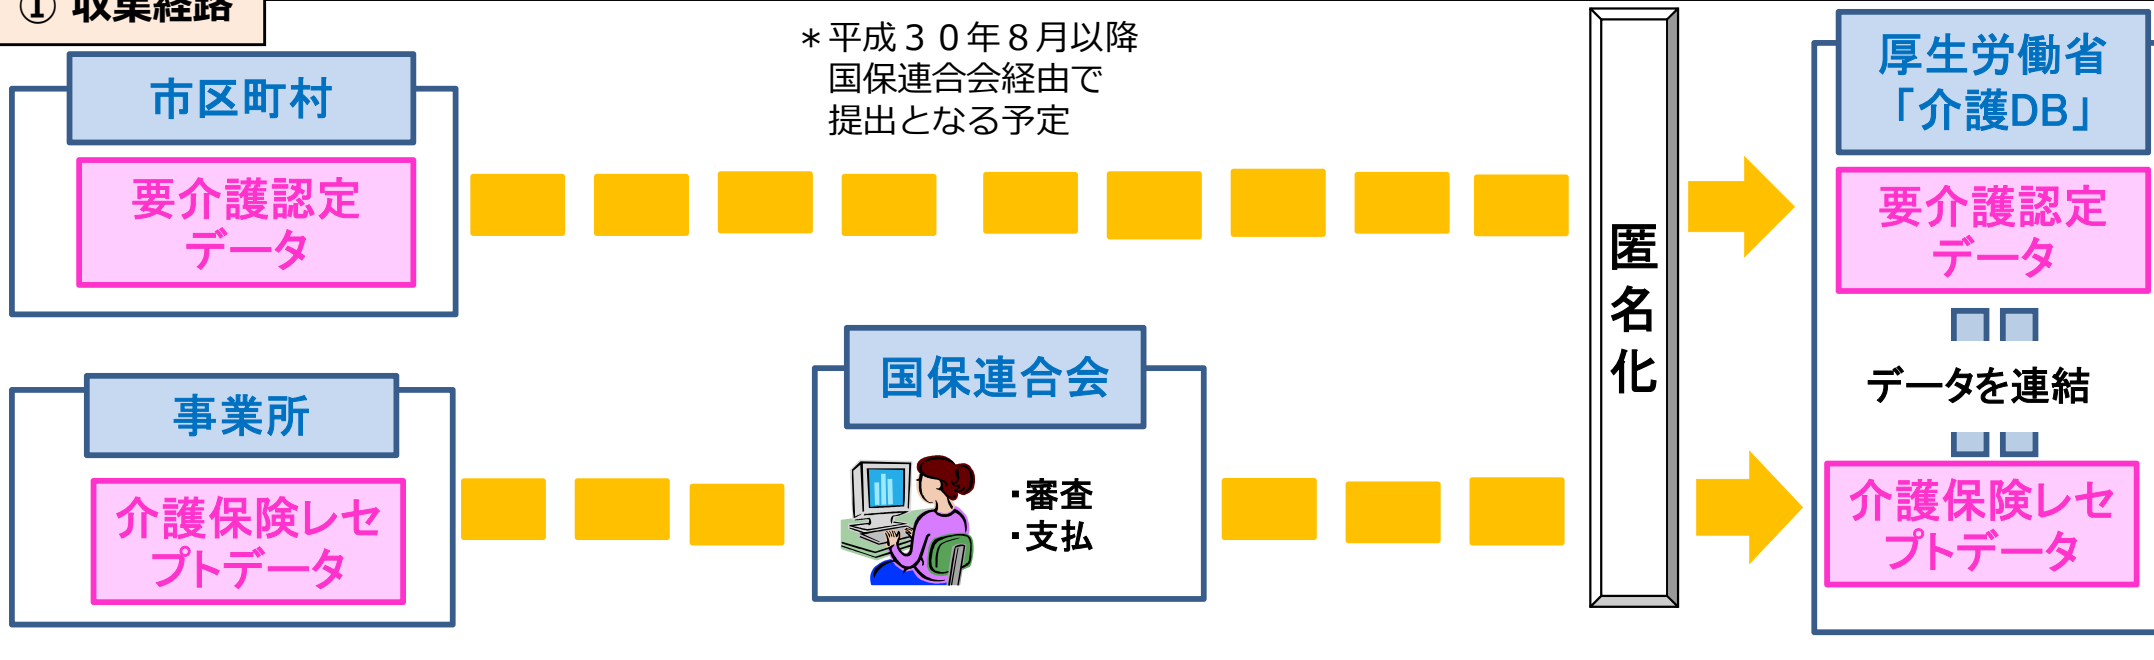 ① 収集経路
＊平成３０年８月以降
国保連合会経由で
提出となる予定
市区町村
要介護認定
データ
事業所
介護保険レセ
プトデータ
国保連合会
・審査
・支払
匿名化
厚生労働省
「介護DB」
要介護認定
データ
データを連結
介護保険レセ
プトデータ